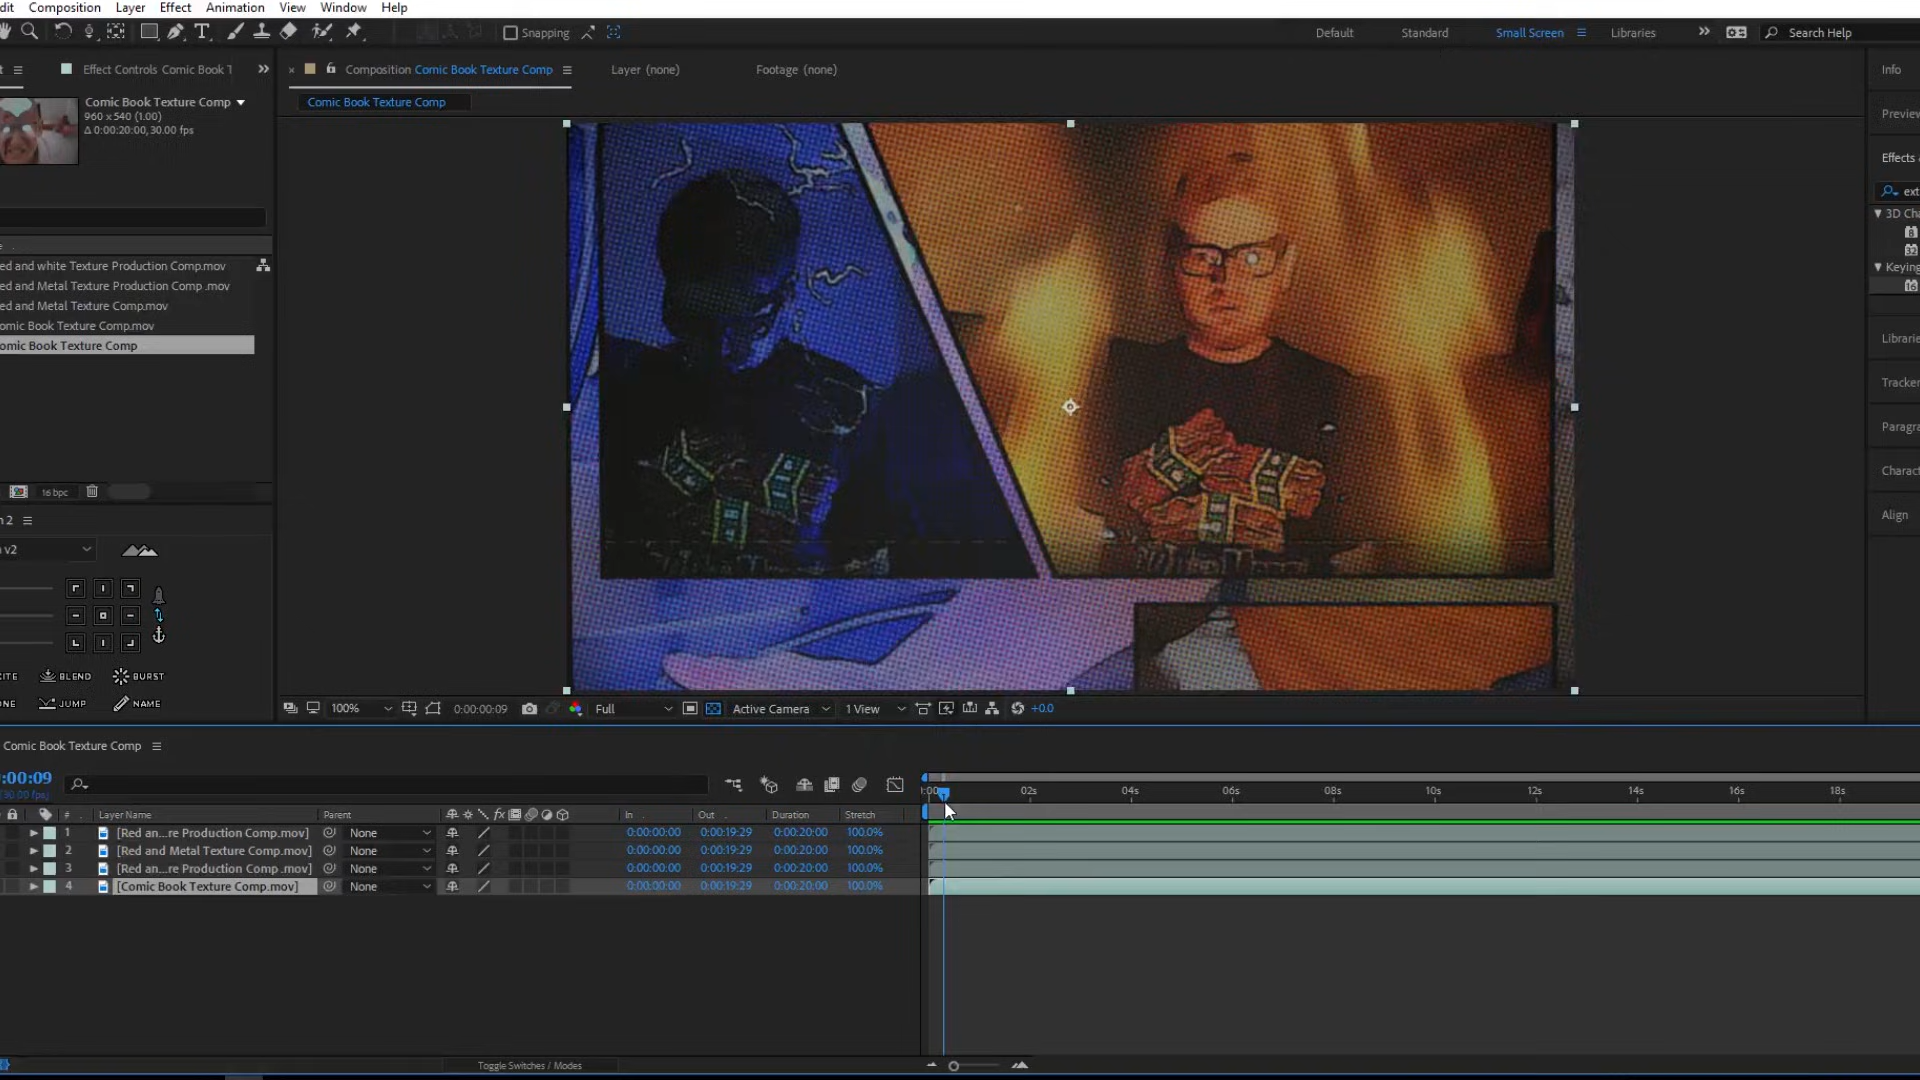 Composition Layer Effect Animation View Window Help
Snapping Default Standard Small Screen Libraries Search Help
Effect Controls Comic Book T
Composition Comic Book Texture Comp Layer (none) Footage (none)
Info
Comic Book Texture Comp
Comic Book Texture Comp
960 x 540 (1.00)
Δ 0:00:20:00, 30.00 fps
Preview
Effects
ext
3D Cha
Keying
ed and white Texture Production Comp.mov
ed and Metal Texture Production Comp .mov
ed and Metal Texture Comp.mov
omic Book Texture Comp.mov
omic Book Texture Comp
Librarie
Tracker
Paragra
Charact
Align
16 bpc
n 2
n v2
CITE BLEND BURST
NE JUMP NAME
100% 0:00:00:09 Full Active Camera 1 View +0.0
Comic Book Texture Comp
:00:09
# Layer Name Parent In Out Duration Stretch
:00 02s 04s 06s 08s 10s 12s 14s 16s 18s
1 [Red an...re Production Comp.mov] None 0:00:00:00 0:00:19:29 0:00:20:00 100.0%
2 [Red and Metal Texture Comp.mov] None 0:00:00:00 0:00:19:29 0:00:20:00 100.0%
3 [Red an...re Production Comp .mov] None 0:00:00:00 0:00:19:29 0:00:20:00 100.0%
4 [Comic Book Texture Comp.mov] None 0:00:00:00 0:00:19:29 0:00:20:00 100.0%
Toggle Switches / Modes